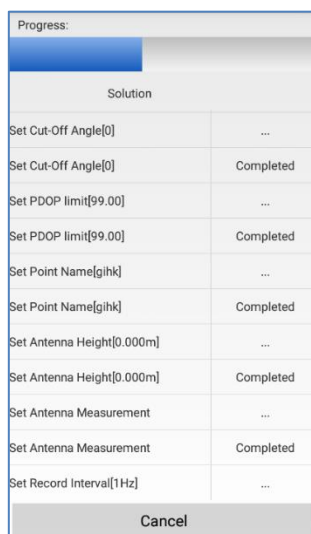 Progress:
Solution
Set Cut-Off Angle[0] ...
Set Cut-Off Angle[0] Completed
Set PDOP limit[99.00] ...
Set PDOP limit[99.00] Completed
Set Point Name[gihk] ...
Set Point Name[gihk] Completed
Set Antenna Height[0.000m] ...
Set Antenna Height[0.000m] Completed
Set Antenna Measurement ...
Set Antenna Measurement Completed
Set Record Interval[1Hz] ...
Cancel